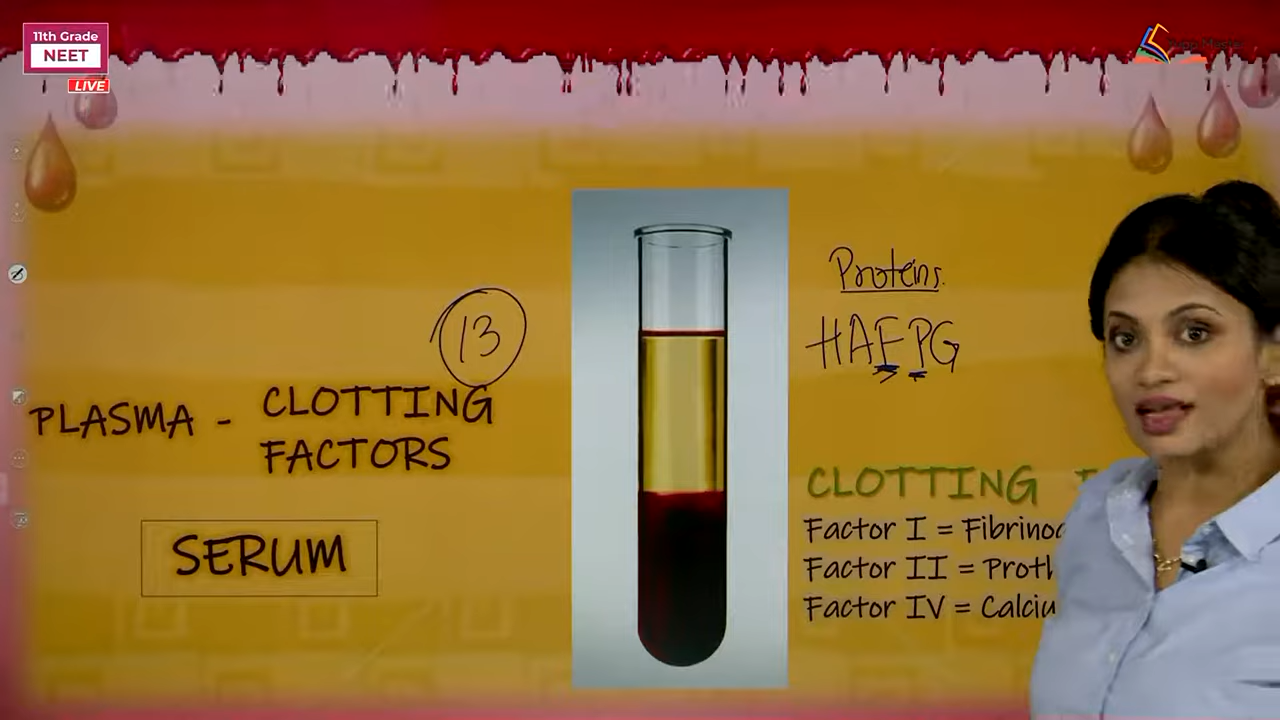 11th Grade
NEET
LIVE
13
PLASMA - CLOTTING
FACTORS
SERUM
Proteins.
HAFPG
CLOTTING
Factor I = Fibrinog
Factor II = Proth
Factor IV = Calciu